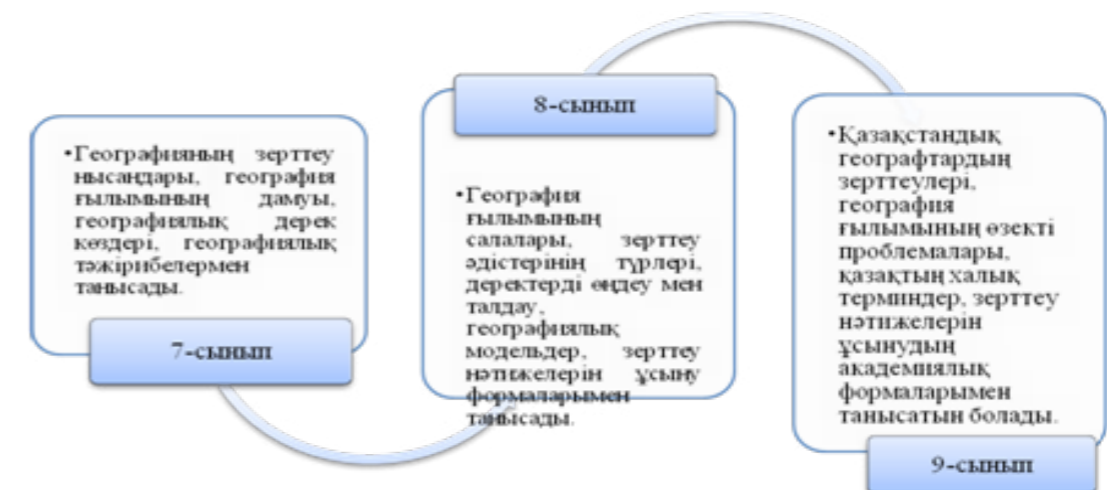 •Географияның зерттеу
нысандары, география
ғылымының дамуы,
географиялық дерек
көздері, географиялық
тәжірибелермен
танысады.
7-сынып
8-сынып
•География
ғылымының
салалары, зерттеу
әдістерінің түрлері,
деректерді өңдеу мен
талдау,
географиялық
модельдер, зерттеу
нәтижелерін ұсыну
формаларымен
танысады.
•Қазақстандық
географтардың
зерттеулері,
география
ғылымының өзекті
проблемалары,
қазақтың халық
терминдер, зерттеу
нәтижелерін
ұсынудың
академиялық
формаларымен
танысатын болады.
9-сынып